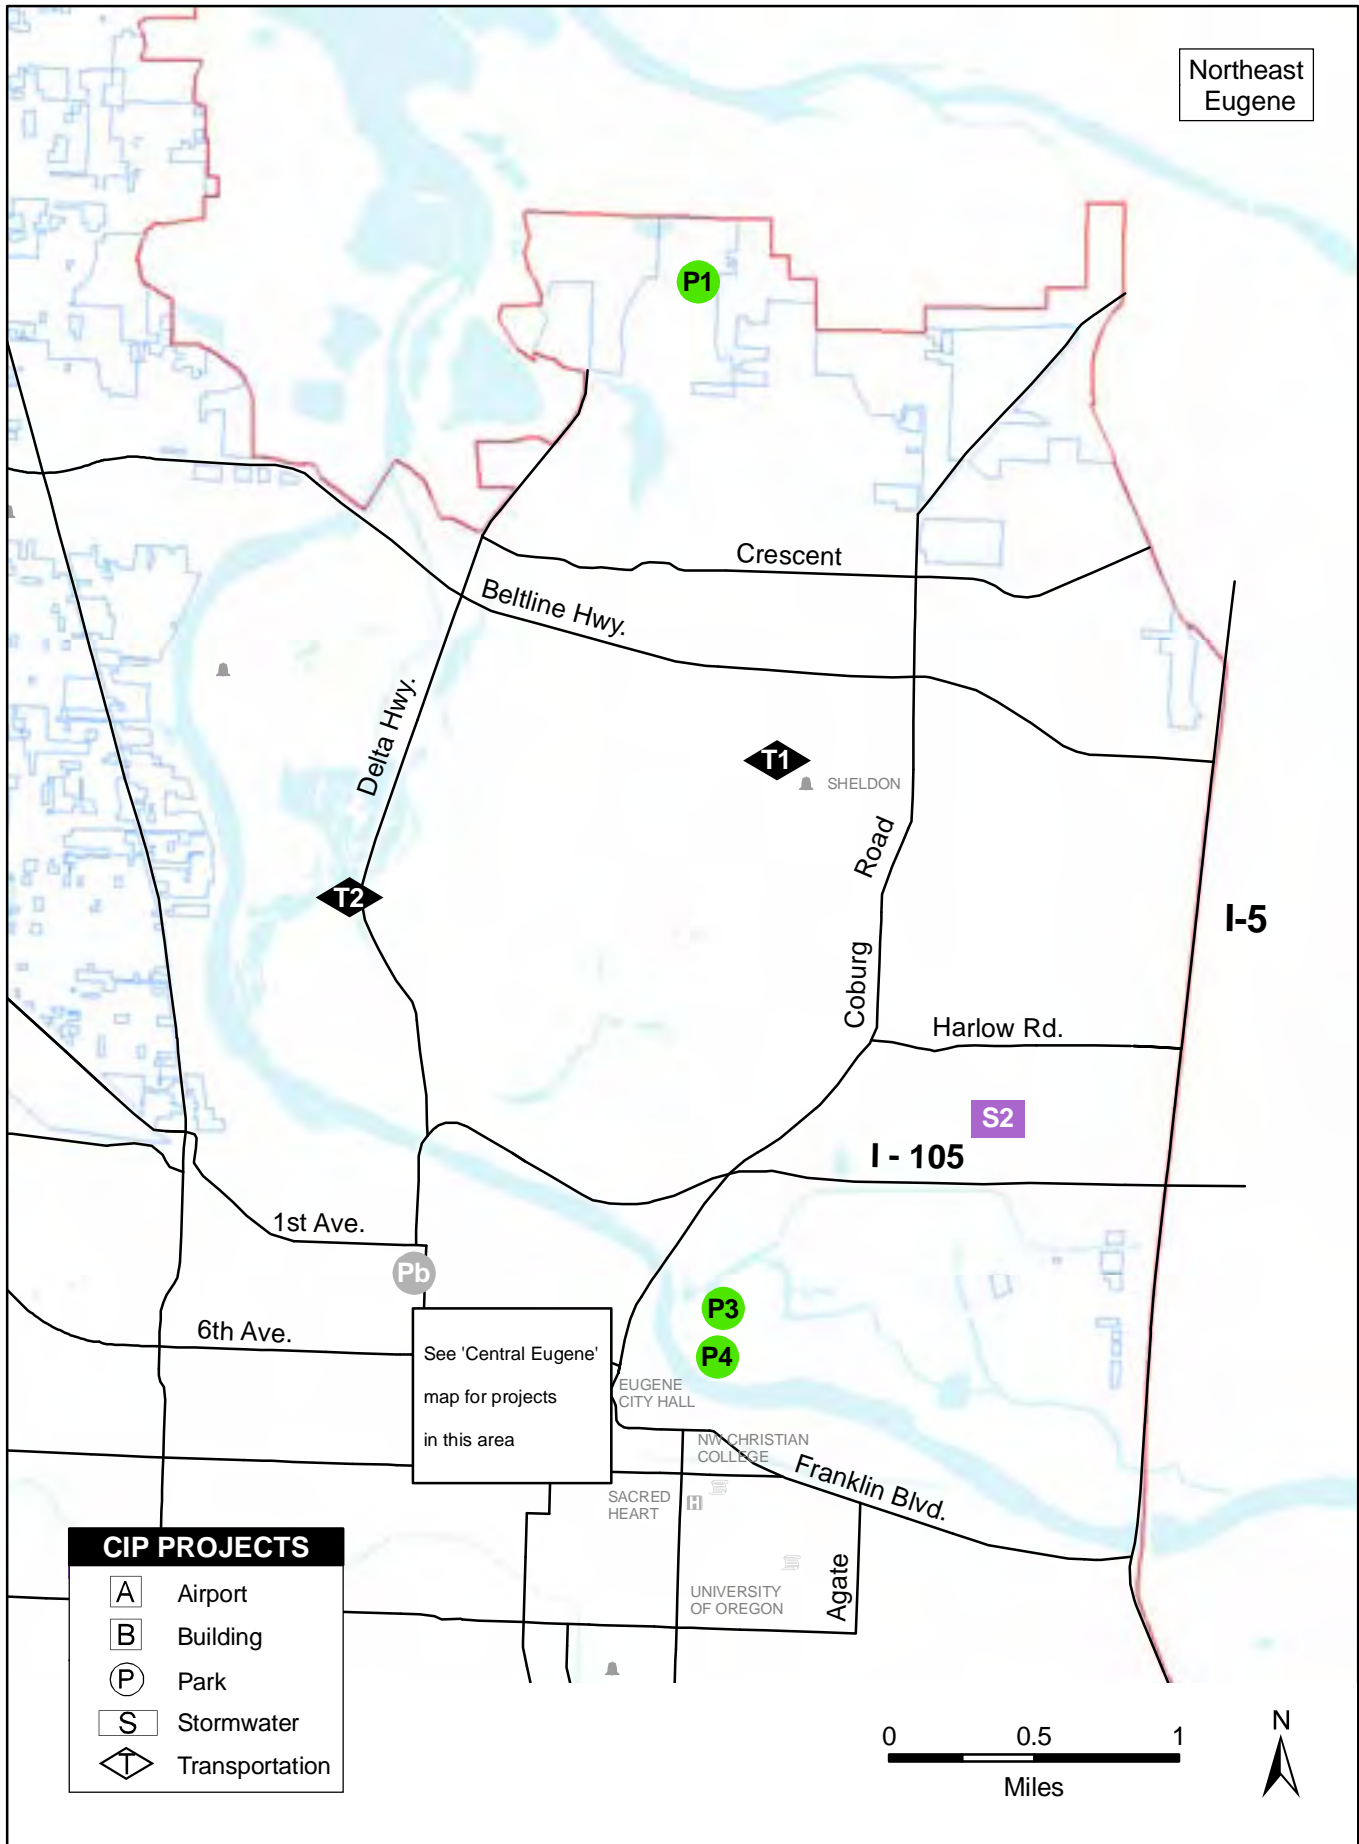 Northeast
Eugene
P1
Crescent
Beltline Hwy.
Delta Hwy.
T1
SHELDON
Road
T2
I-5
Coburg
Harlow Rd.
S2
I - 105
1st Ave.
Pb
P3
6th Ave.
P4
See 'Central Eugene'
map for projects
in this area
EUGENE
CITY HALL
NW CHRISTIAN
COLLEGE
Franklin Blvd.
SACRED
HEART
H
UNIVERSITY
OF OREGON
Agate
CIP PROJECTS
A Airport
B Building
P Park
S Stormwater
T Transportation
0 0.5 1
Miles
N